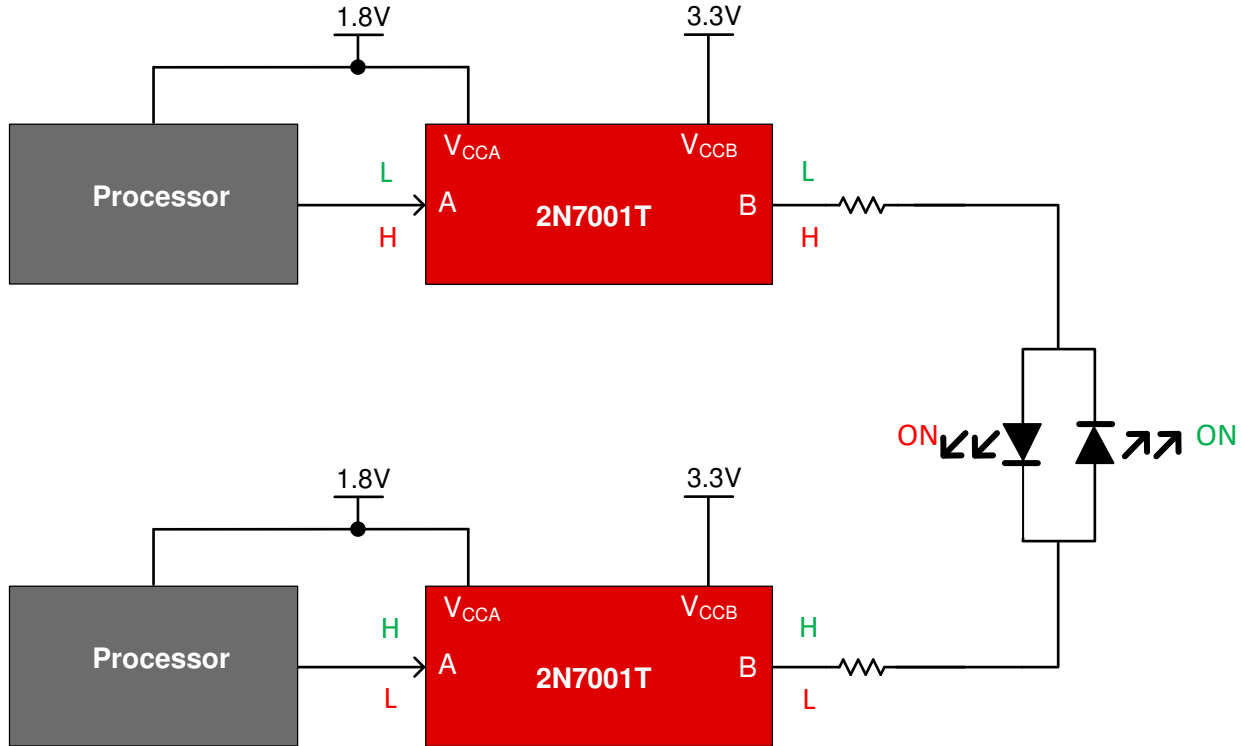 1.8V
3.3V
VCCA
VCCB
Processor
L
A
2N7001T
B
L
H
H
ON
ON
1.8V
3.3V
VCCA
VCCB
Processor
H
A
2N7001T
B
H
L
L